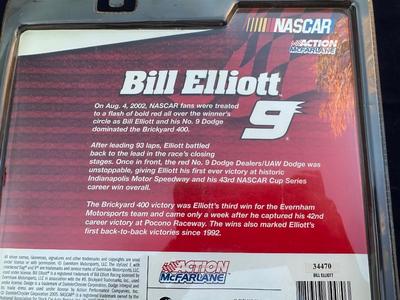 NASCAR
ACTION
McFARLANE
Bill Elliott
On Aug. 4, 2002, NASCAR fans were treated
to a flash of bold red all over the winner's
circle as Bill Elliott and his No. 9 Dodge
dominated the Brickyard 400.
9
After leading 93 laps, Elliott battled
back to the lead in the race's closing
stages. Once in front, the red No. 9 Dodge Dealers/UAW Dodge was
unstoppable, giving Elliott his first ever victory at historic
Indianapolis Motor Speedway and his 43rd NASCAR Cup Series
career win overall.
The Brickyard 400 victory was Elliott's third win for the Evernham
Motorsports team and came only a week after he captured his 42nd
career victory at Pocono Raceway. The wins also marked Elliott's
first back-to-back victories since 1992.
ACTION
McFARLANE
34470
BILL ELLIOTT